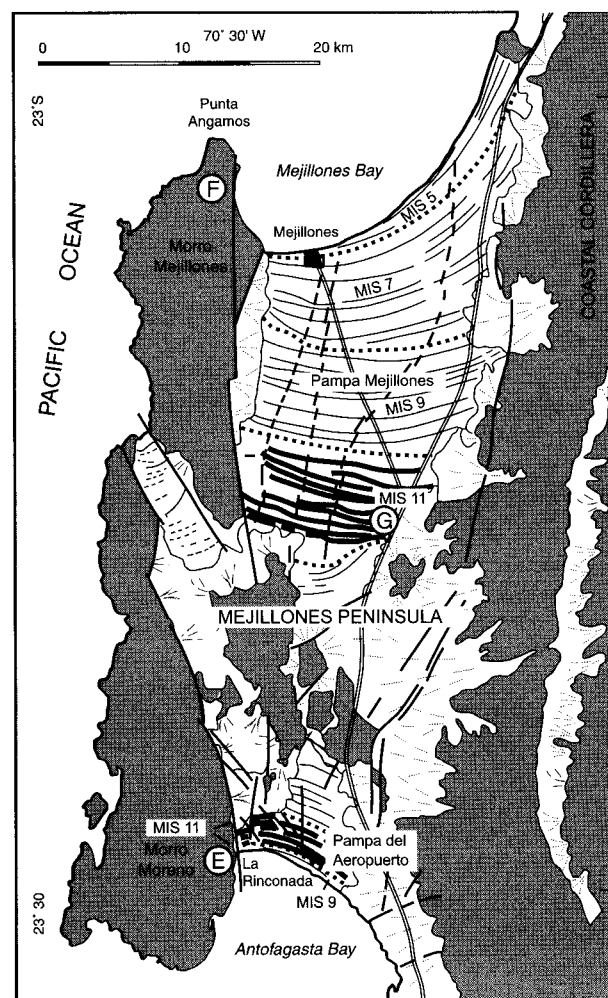 70° 30' W
0
10
20 km
23°S
Punta
Angamos
F
Mejillones Bay
MIS 5
COASTAL CORDILLERA
PACIFIC OCEAN
Morro
Mejillones
Mejillones
MIS 7
Pampa Mejillones
MIS 9
MIS 11
G
MEJILLONES PENINSULA
MIS 11
Morro
Moreno
E
La
Rinconada
Pampa del
Aeropuerto
MIS 9
23° 30
Antofagasta Bay